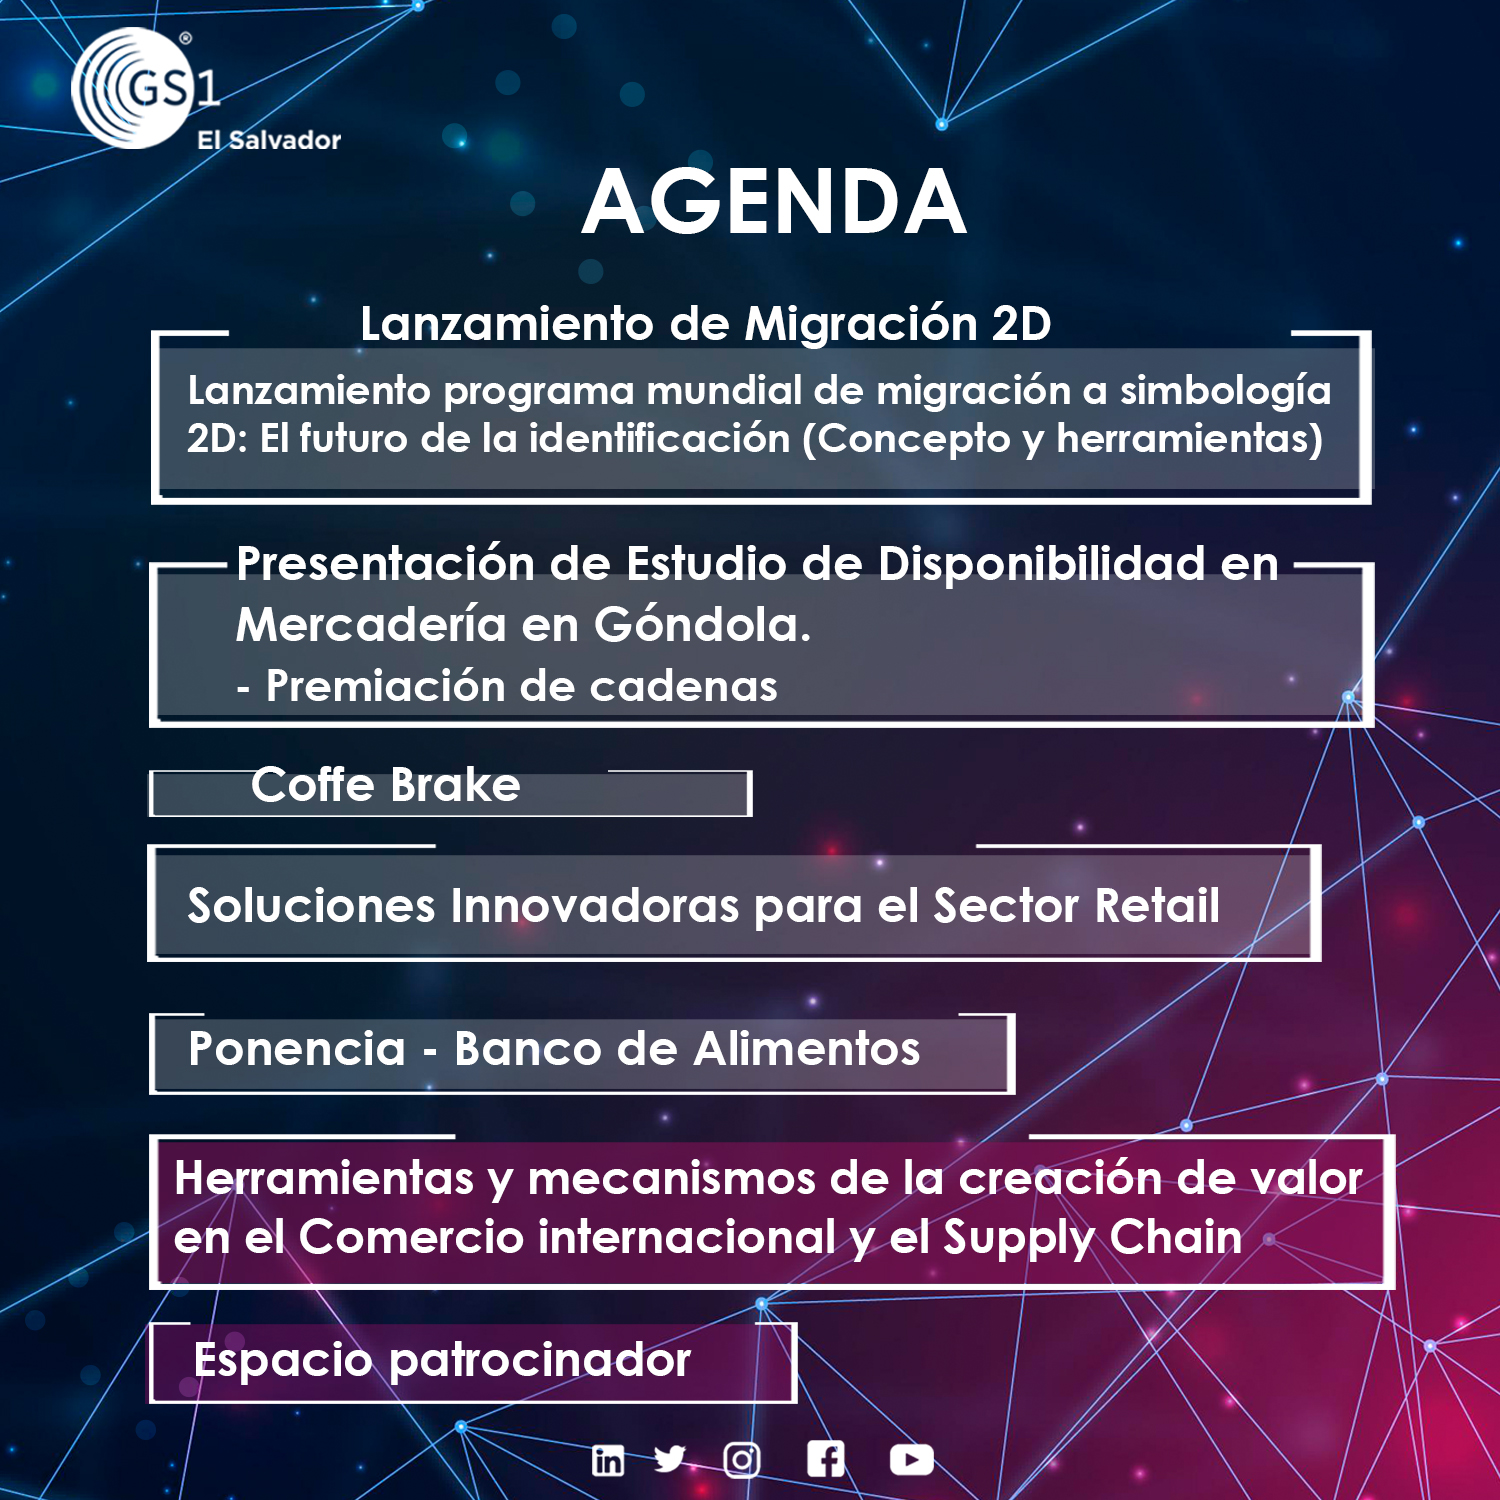 GS1®
El Salvador
AGENDA
Lanzamiento de Migración 2D
Lanzamiento programa mundial de migración a simbología
2D: El futuro de la identificación (Concepto y herramientas)
Presentación de Estudio de Disponibilidad en
Mercadería en Góndola.
- Premiación de cadenas
Coffe Brake
Soluciones Innovadoras para el Sector Retail
Ponencia - Banco de Alimentos
Herramientas y mecanismos de la creación de valor
en el Comercio internacional y el Supply Chain
Espacio patrocinador